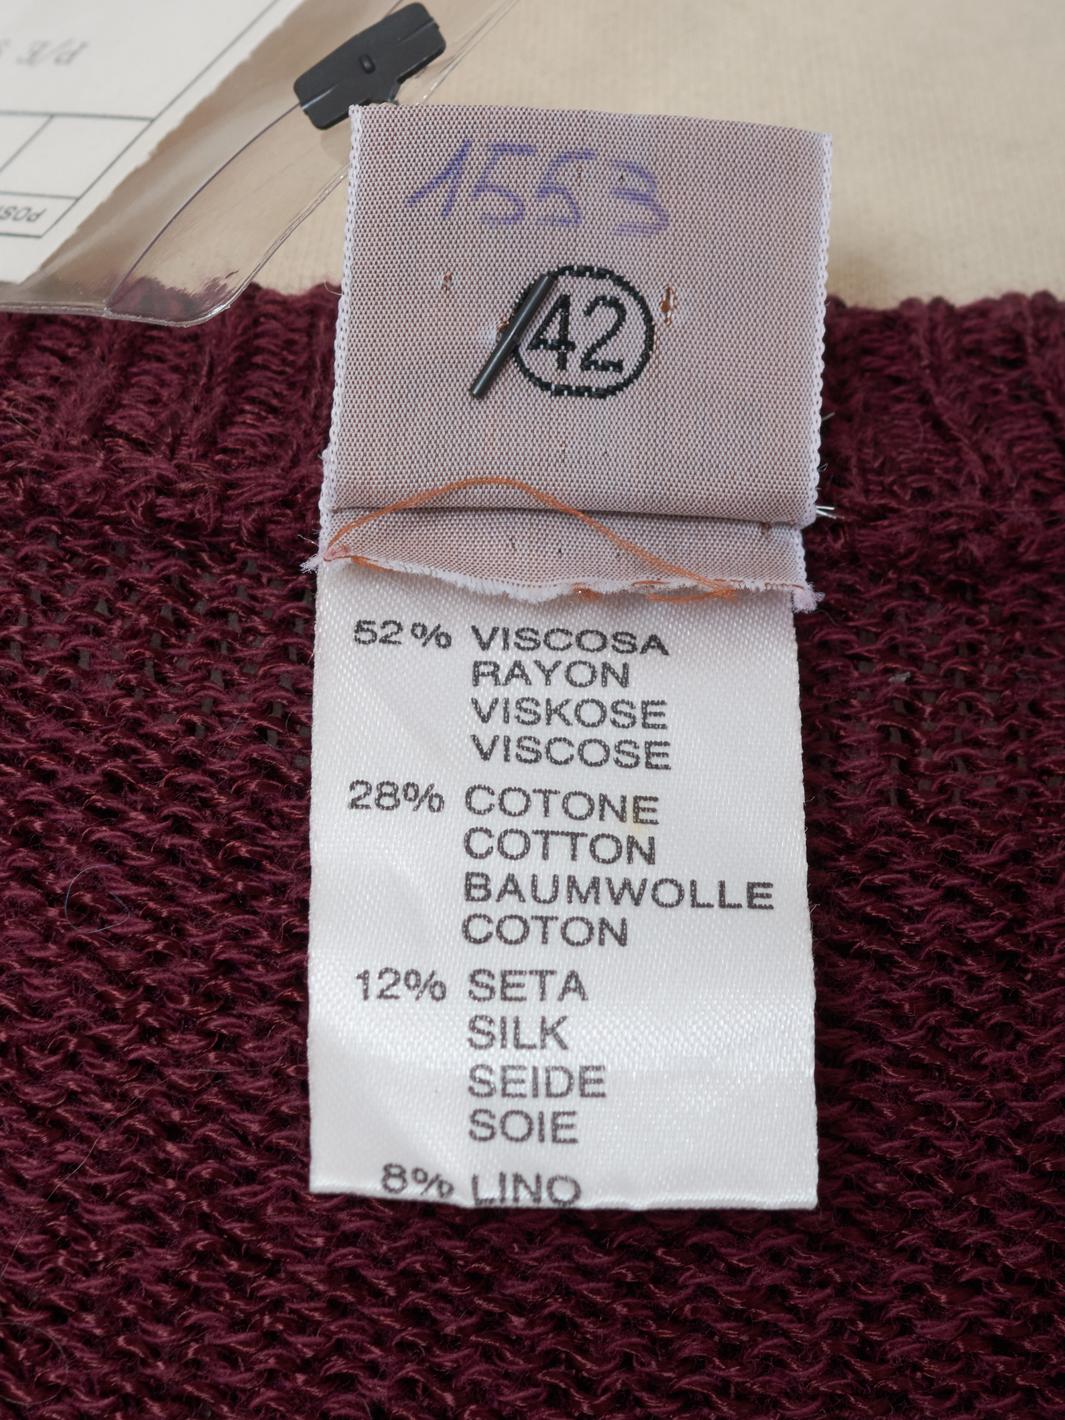 1553
42
52% VISCOSA
RAYON
VISKOSE
VISCOSE
28% COTONE
COTTON
BAUMWOLLE
COTON
12% SETA
SILK
SEIDE
SOIE
8% LINO
P/E
POST